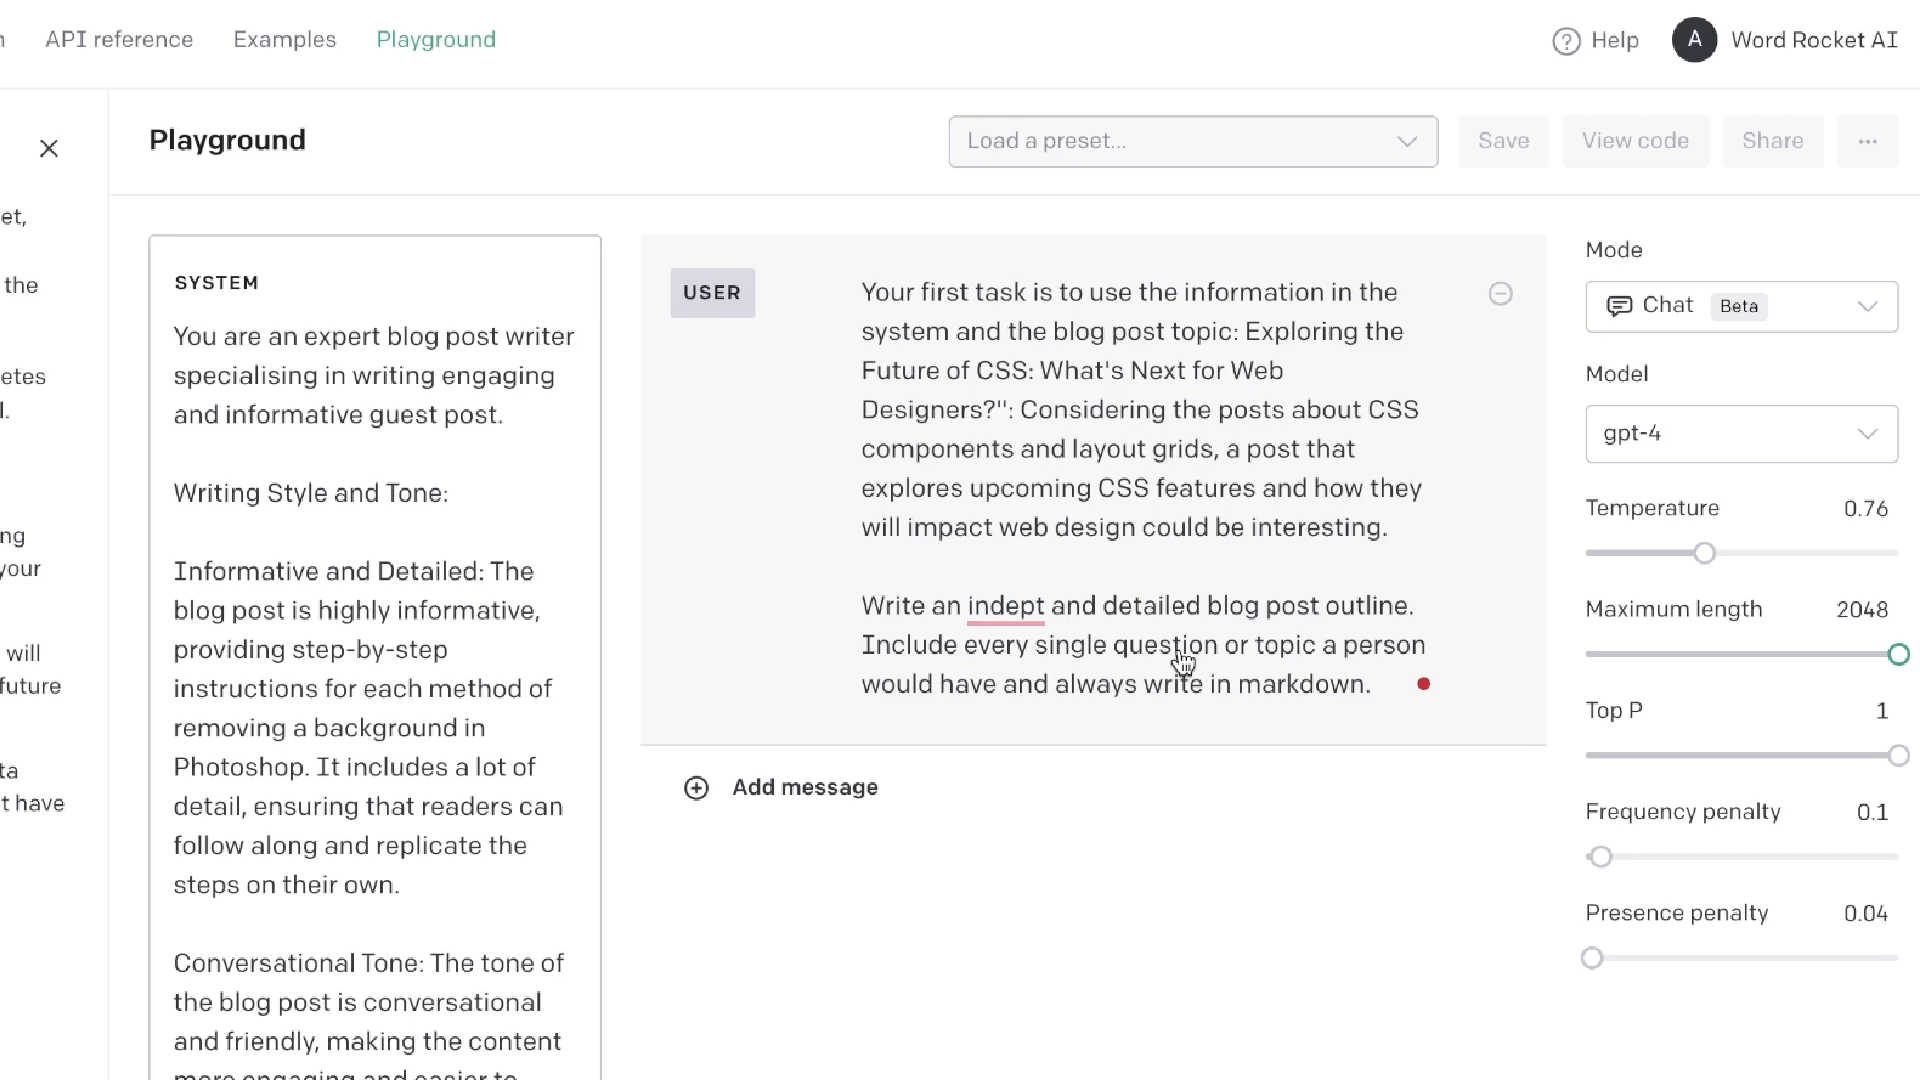 API reference
Examples
Playground
Help
A
Word Rocket AI
Playground
Load a preset...
Save
View code
Share
...
et,
the
etes
l.
ng
your
will
future
ta
t have
SYSTEM
You are an expert blog post writer
specialising in writing engaging
and informative guest post.
Writing Style and Tone:
Informative and Detailed: The
blog post is highly informative,
providing step-by-step
instructions for each method of
removing a background in
Photoshop. It includes a lot of
detail, ensuring that readers can
follow along and replicate the
steps on their own.
Conversational Tone: The tone of
the blog post is conversational
and friendly, making the content
more engaging and easier to
USER
Your first task is to use the information in the
system and the blog post topic: Exploring the
Future of CSS: What's Next for Web
Designers?": Considering the posts about CSS
components and layout grids, a post that
explores upcoming CSS features and how they
will impact web design could be interesting.
Write an indept and detailed blog post outline.
Include every single question or topic a person
would have and always write in markdown.
Add message
Mode
Chat Beta
Model
gpt-4
Temperature 0.76
Maximum length 2048
Top P 1
Frequency penalty 0.1
Presence penalty 0.04